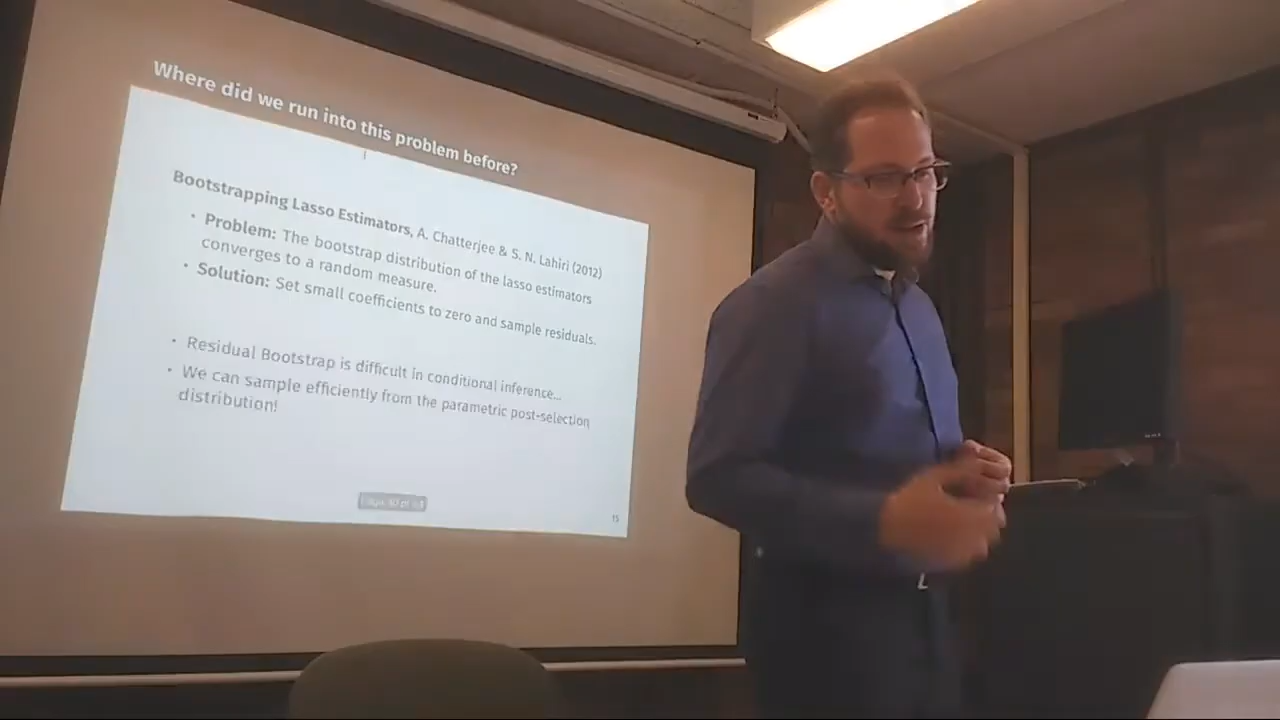 Where did we run into this problem before?
Bootstrapping Lasso Estimators, A. Chatterjee & S. N. Lahiri (2012)
• Problem: The bootstrap distribution of the lasso estimators
converges to a random measure.
• Solution: Set small coefficients to zero and sample residuals.
• Residual Bootstrap is difficult in conditional inference...
• We can sample efficiently from the parametric post-selection
distribution!
15